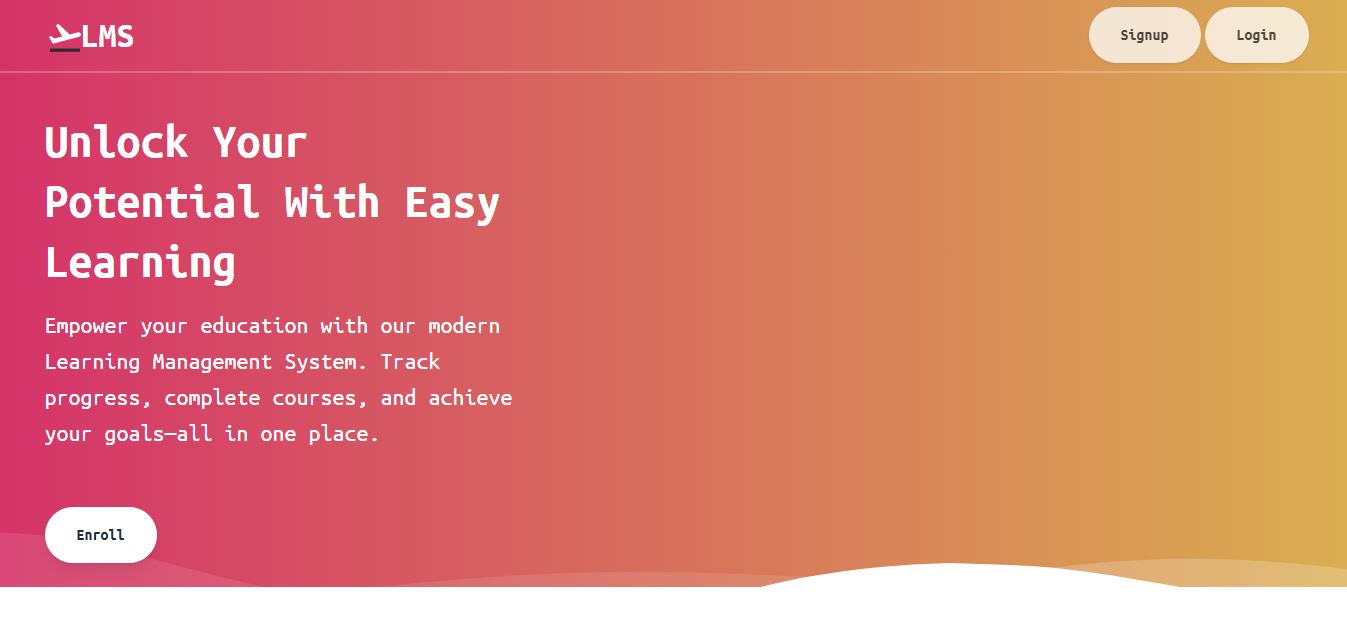 LMS
Signup
Login
Unlock Your
Potential With Easy
Learning
Empower your education with our modern
Learning Management System. Track
progress, complete courses, and achieve
your goals—all in one place.
Enroll